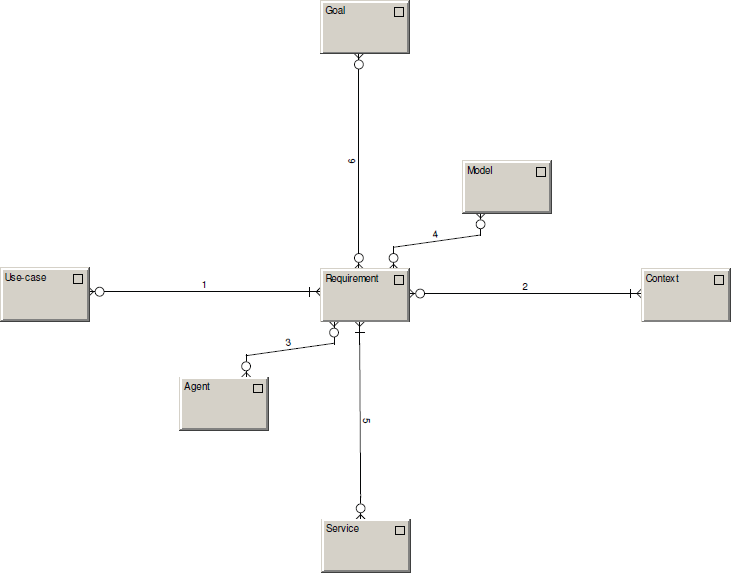 Goal
6
Model
4
Use-case
1
Requirement
2
Context
3
Agent
5
Service